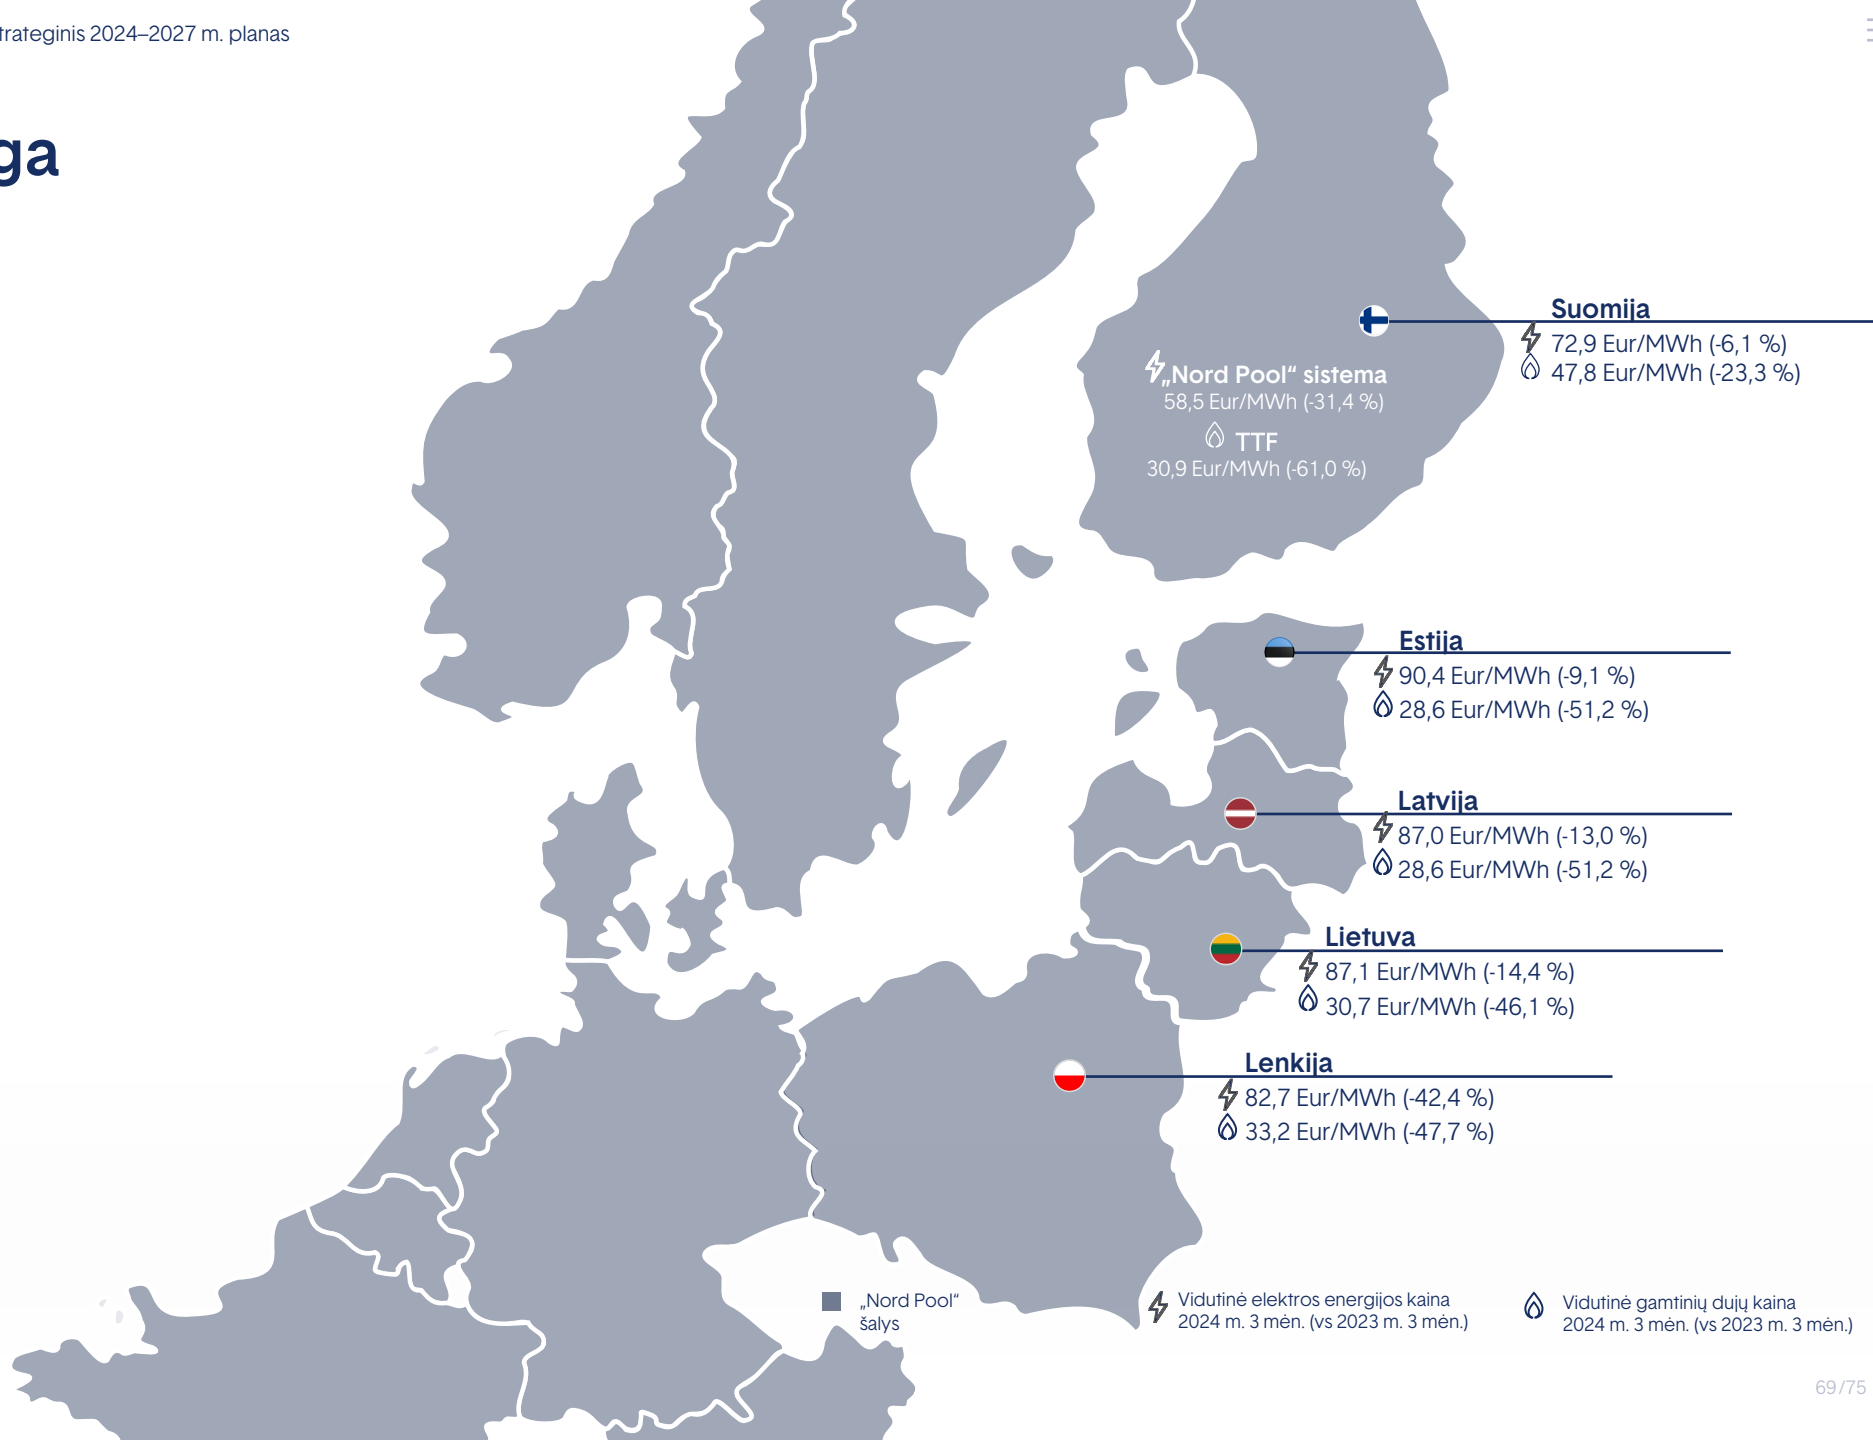 trateginis 2024–2027 m. planas
ga
Suomija
72,9 Eur/MWh (-6,1 %)
47,8 Eur/MWh (-23,3 %)
„Nord Pool“ sistema
58,5 Eur/MWh (-31,4 %)
TTF
30,9 Eur/MWh (-61,0 %)
Estija
90,4 Eur/MWh (-9,1 %)
28,6 Eur/MWh (-51,2 %)
Latvija
87,0 Eur/MWh (-13,0 %)
28,6 Eur/MWh (-51,2 %)
Lietuva
87,1 Eur/MWh (-14,4 %)
30,7 Eur/MWh (-46,1 %)
Lenkija
82,7 Eur/MWh (-42,4 %)
33,2 Eur/MWh (-47,7 %)
„Nord Pool“
šalys
Vidutinė elektros energijos kaina
2024 m. 3 mėn. (vs 2023 m. 3 mėn.)
Vidutinė gamtinių dujų kaina
2024 m. 3 mėn. (vs 2023 m. 3 mėn.)
69/75